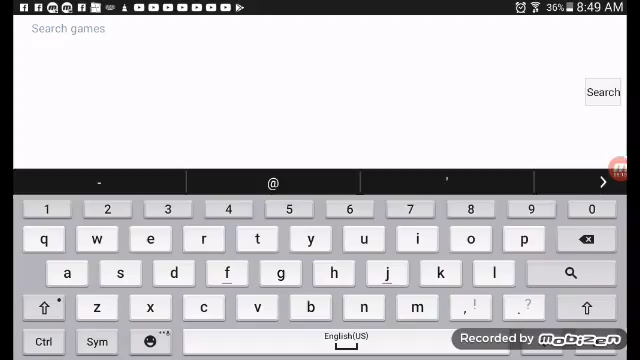 36% 8:49 AM
Search games
Search
- @ '
1 2 3 4 5 6 7 8 9 0
q w e r t y u i o p
a s d f g h j k l
z x c v b n m , ! . ?
Ctrl Sym English(US)
Recorded by mobizen